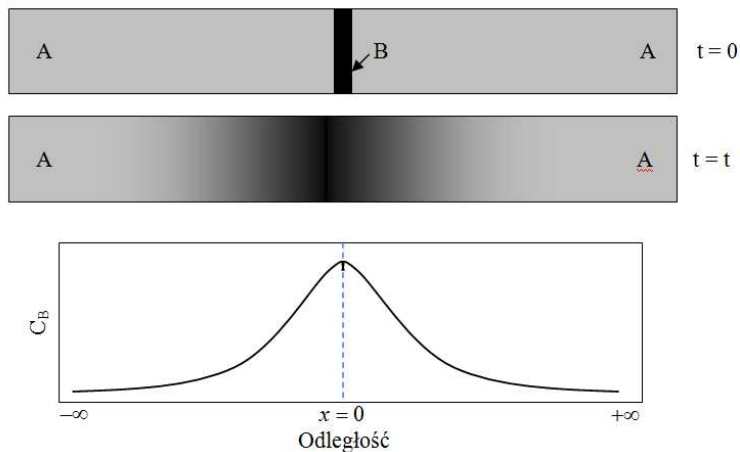 A B A t = 0
A A t = t
C_B
−∞ x = 0 +∞
Odległość